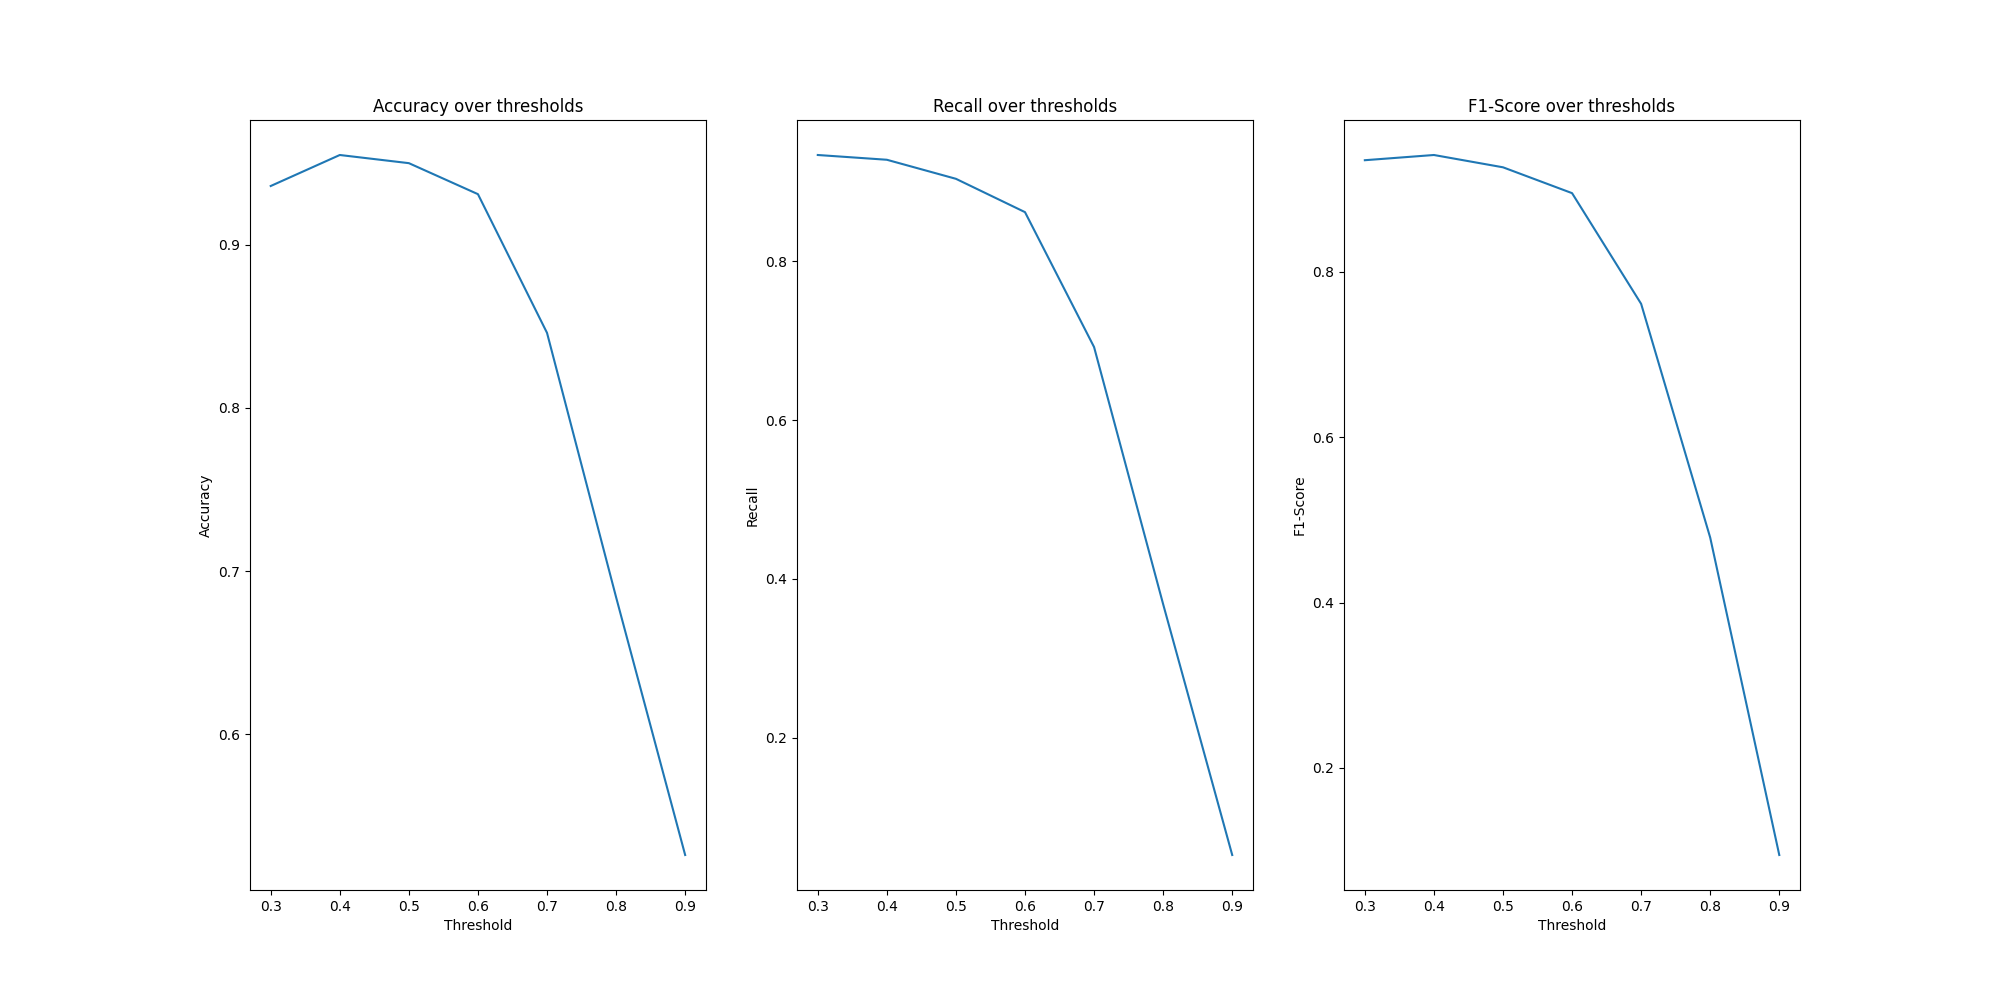 Accuracy over thresholds
Accuracy
0.9
0.8
0.7
0.6
0.3 0.4 0.5 0.6 0.7 0.8 0.9
Threshold
Recall over thresholds
Recall
0.8
0.6
0.4
0.2
0.3 0.4 0.5 0.6 0.7 0.8 0.9
Threshold
F1-Score over thresholds
F1-Score
0.8
0.6
0.4
0.2
0.3 0.4 0.5 0.6 0.7 0.8 0.9
Threshold